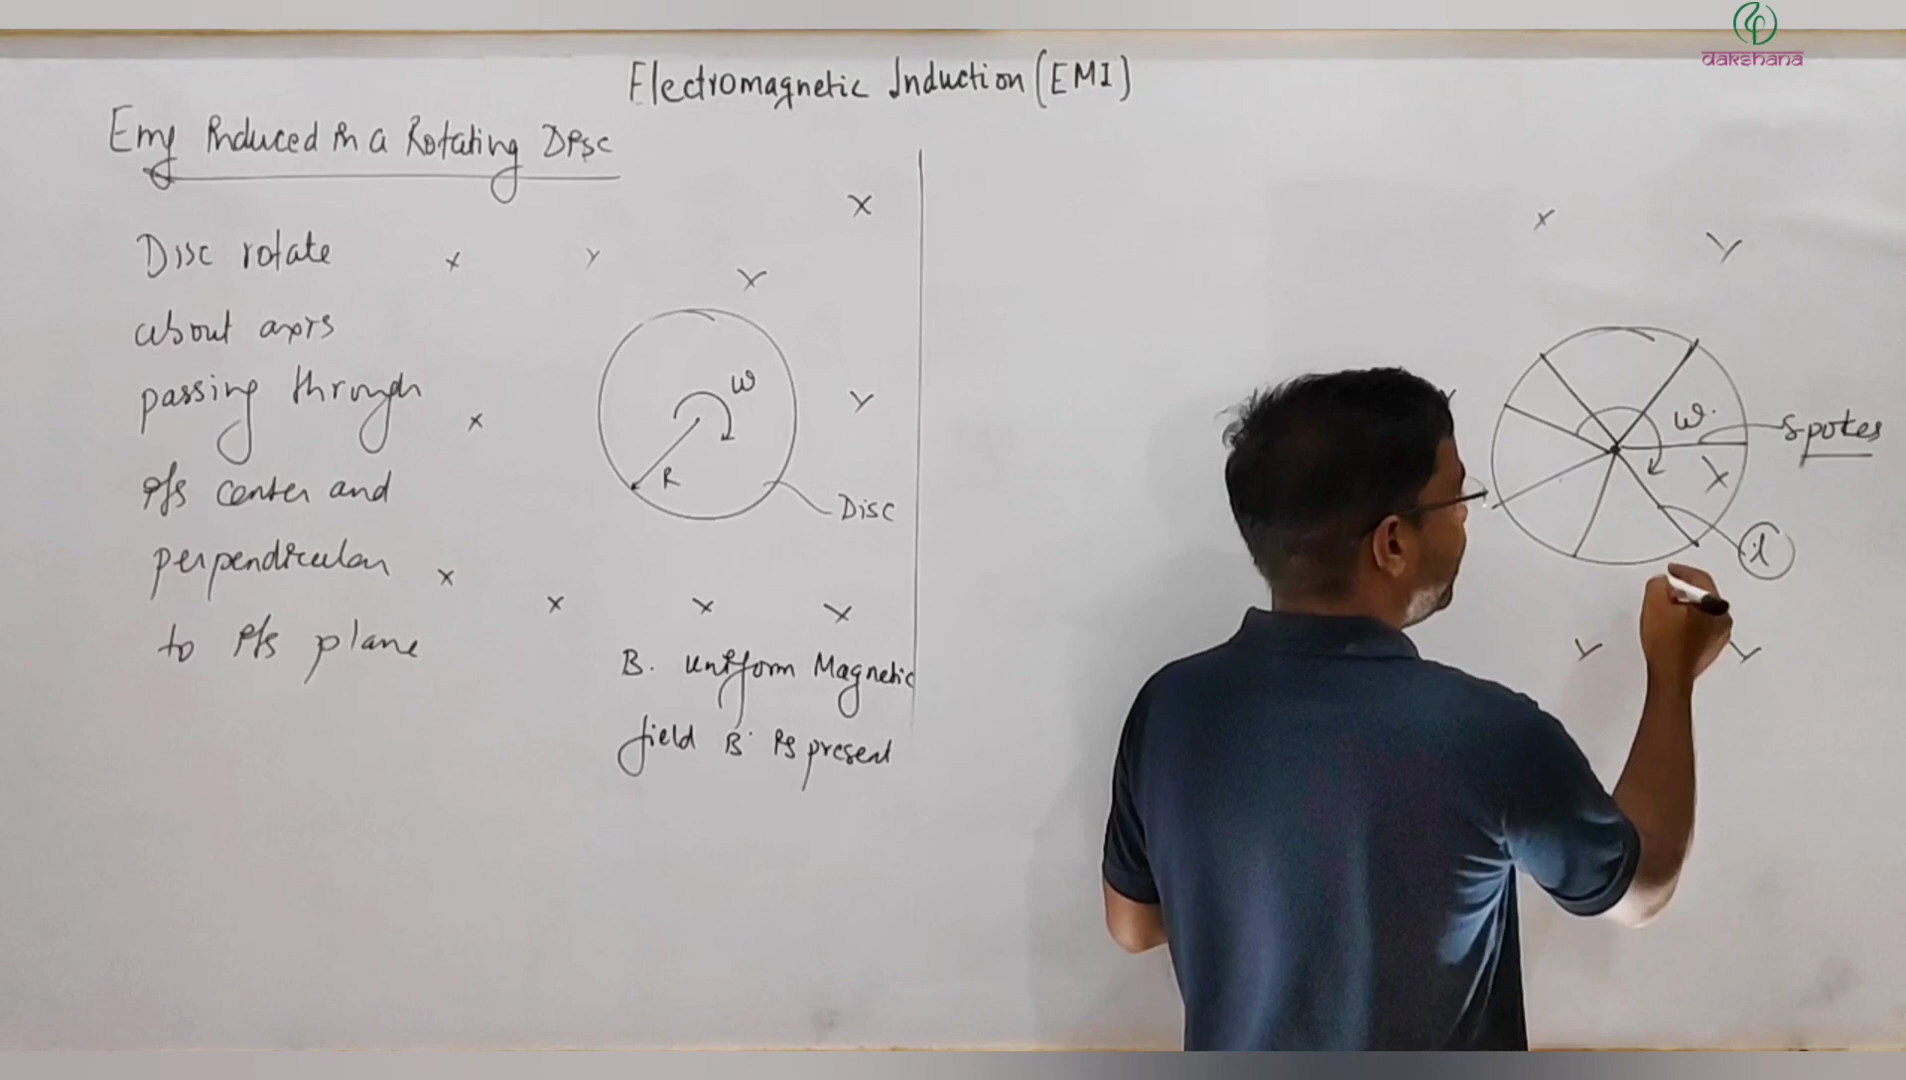 dakshana
Electromagnetic Induction (EMI)
Emf Induced in a Rotating Disc
Disc rotate
about axis
passing through
its center and
perpendicular
to its plane
x x x x
x x
x x x x
ω
R
Disc
B. uniform Magnetic
field B is present
x x
ω.
Spokes
x
l
x x